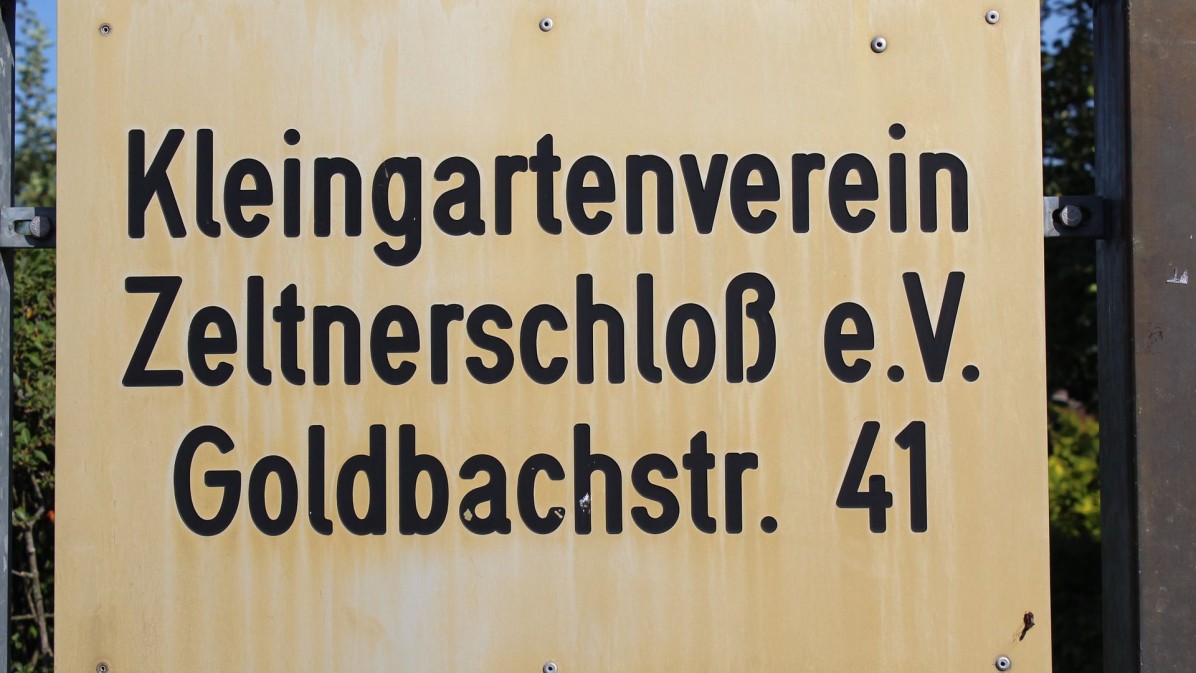 Kleingartenverein
Zeltnerschloß e.V.
Goldbachstr. 41